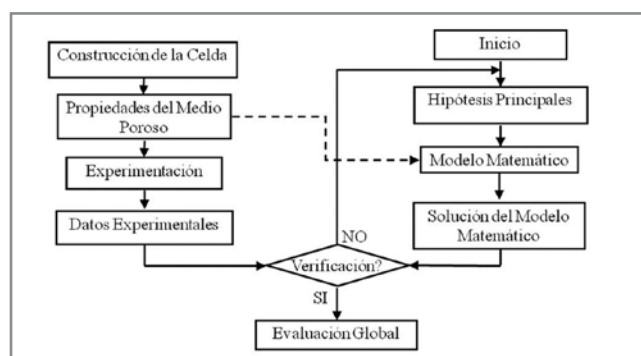 Construcción de la Celda
Propiedades del Medio
Poroso
Experimentación
Datos Experimentales
Inicio
Hipótesis Principales
Modelo Matemático
Solución del Modelo
Matemático
NO
Verificación?
SI
Evaluación Global